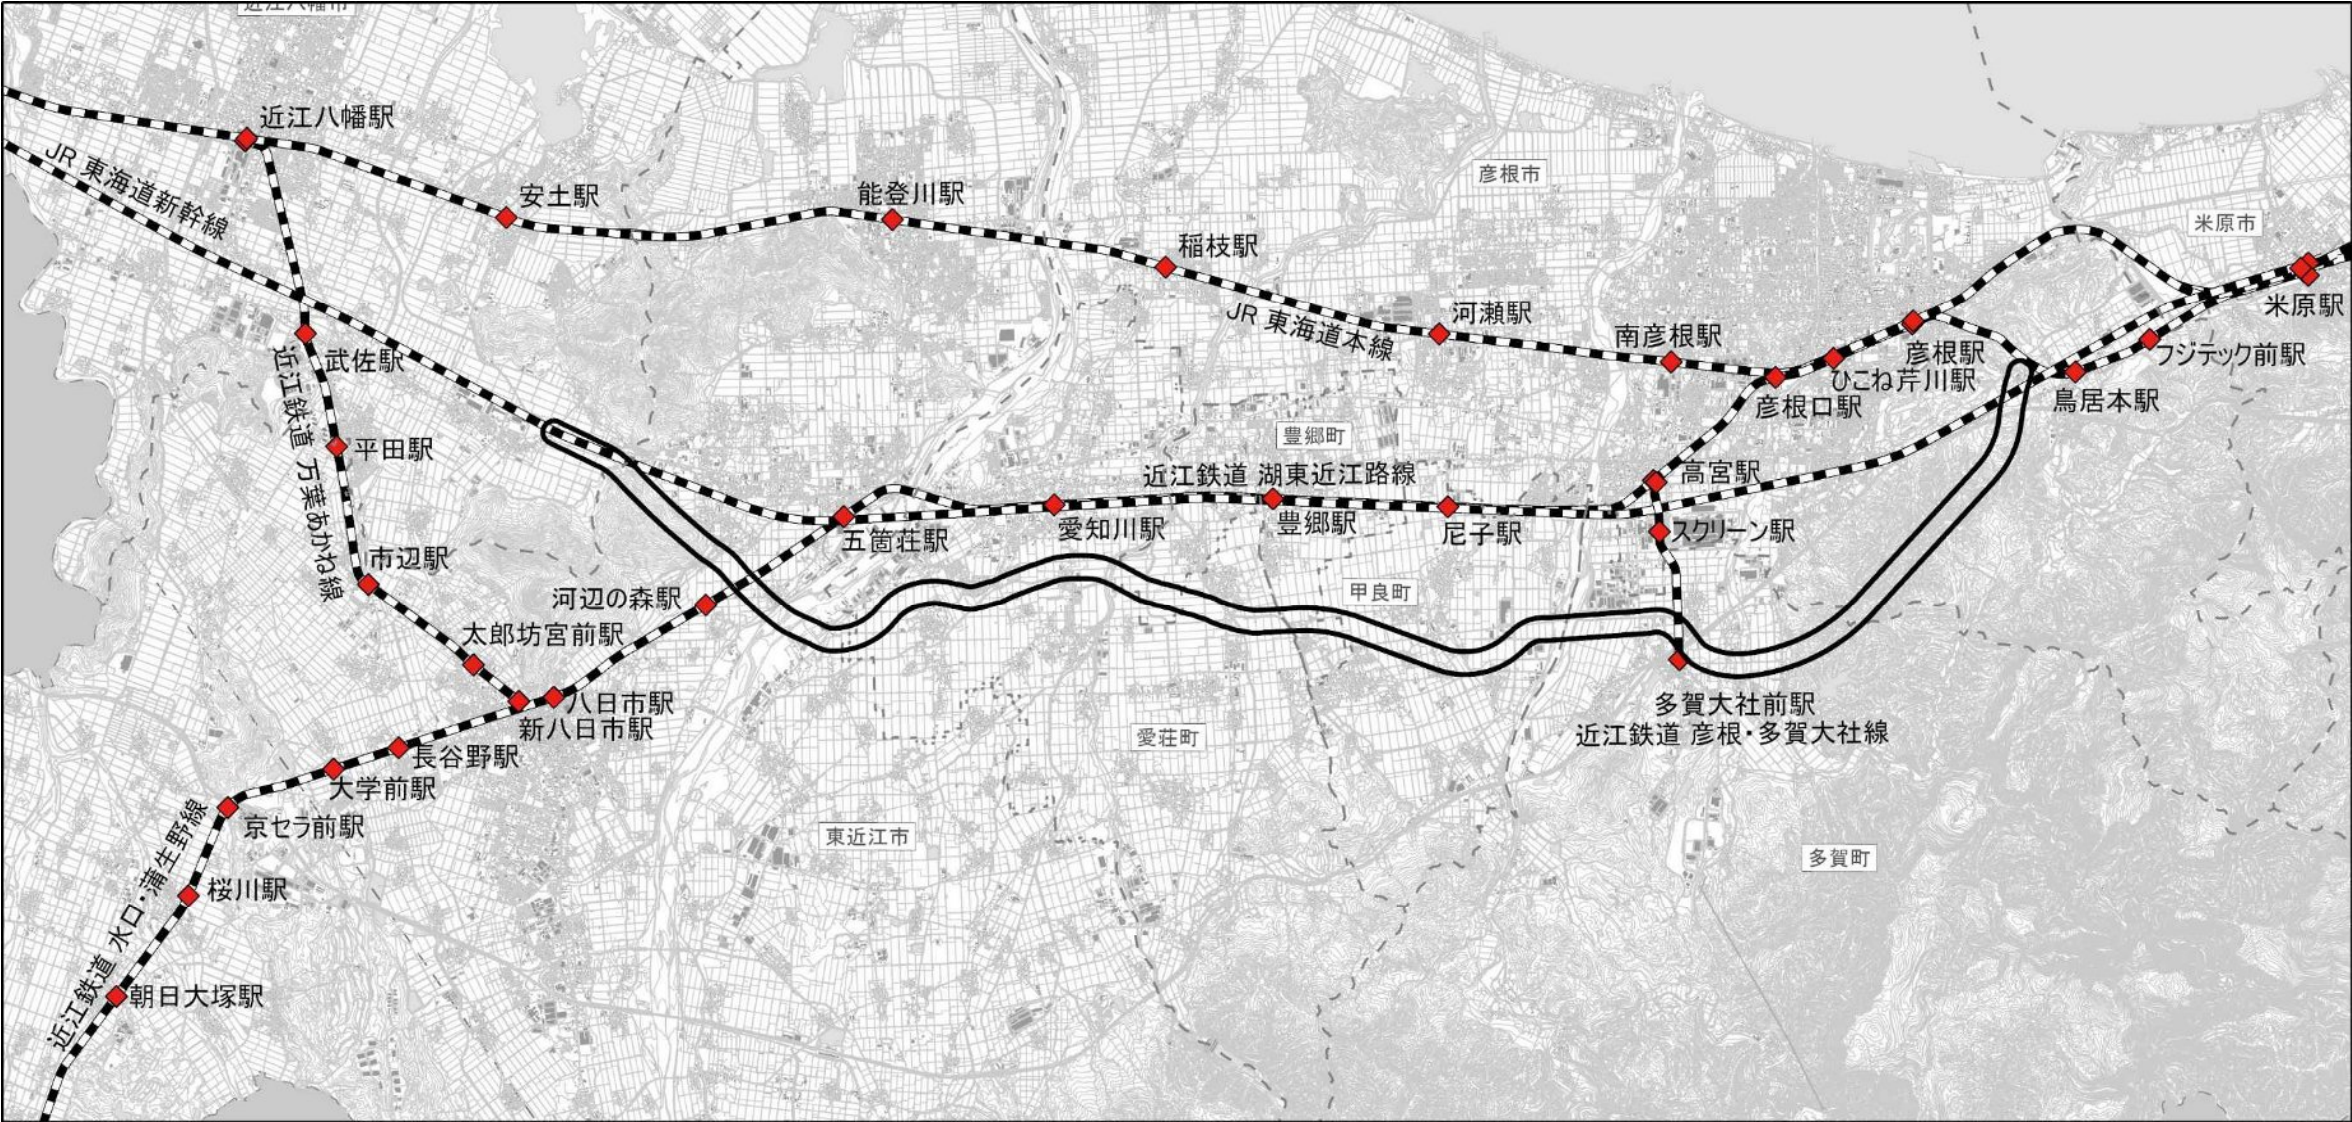 近江八幡市
近江八幡駅
JR 東海道新幹線
安土駅
能登川駅
彦根市
稲枝駅
米原市
米原駅
JR 東海道本線
河瀬駅
南彦根駅
彦根駅
ひこね芹川駅
彦根口駅
フジテック前駅
鳥居本駅
武佐駅
近江鉄道 万葉あかね線
平田駅
豊郷町
近江鉄道 湖東近江路線
高宮駅
五箇荘駅
愛知川駅
豊郷駅
尼子駅
スクリーン駅
市辺駅
河辺の森駅
甲良町
太郎坊宮前駅
八日市駅
新八日市駅
多賀大社前駅
近江鉄道 彦根・多賀大社線
愛荘町
長谷野駅
大学前駅
京セラ前駅
東近江市
多賀町
近江鉄道 水口・蒲生野線
桜川駅
朝日大塚駅